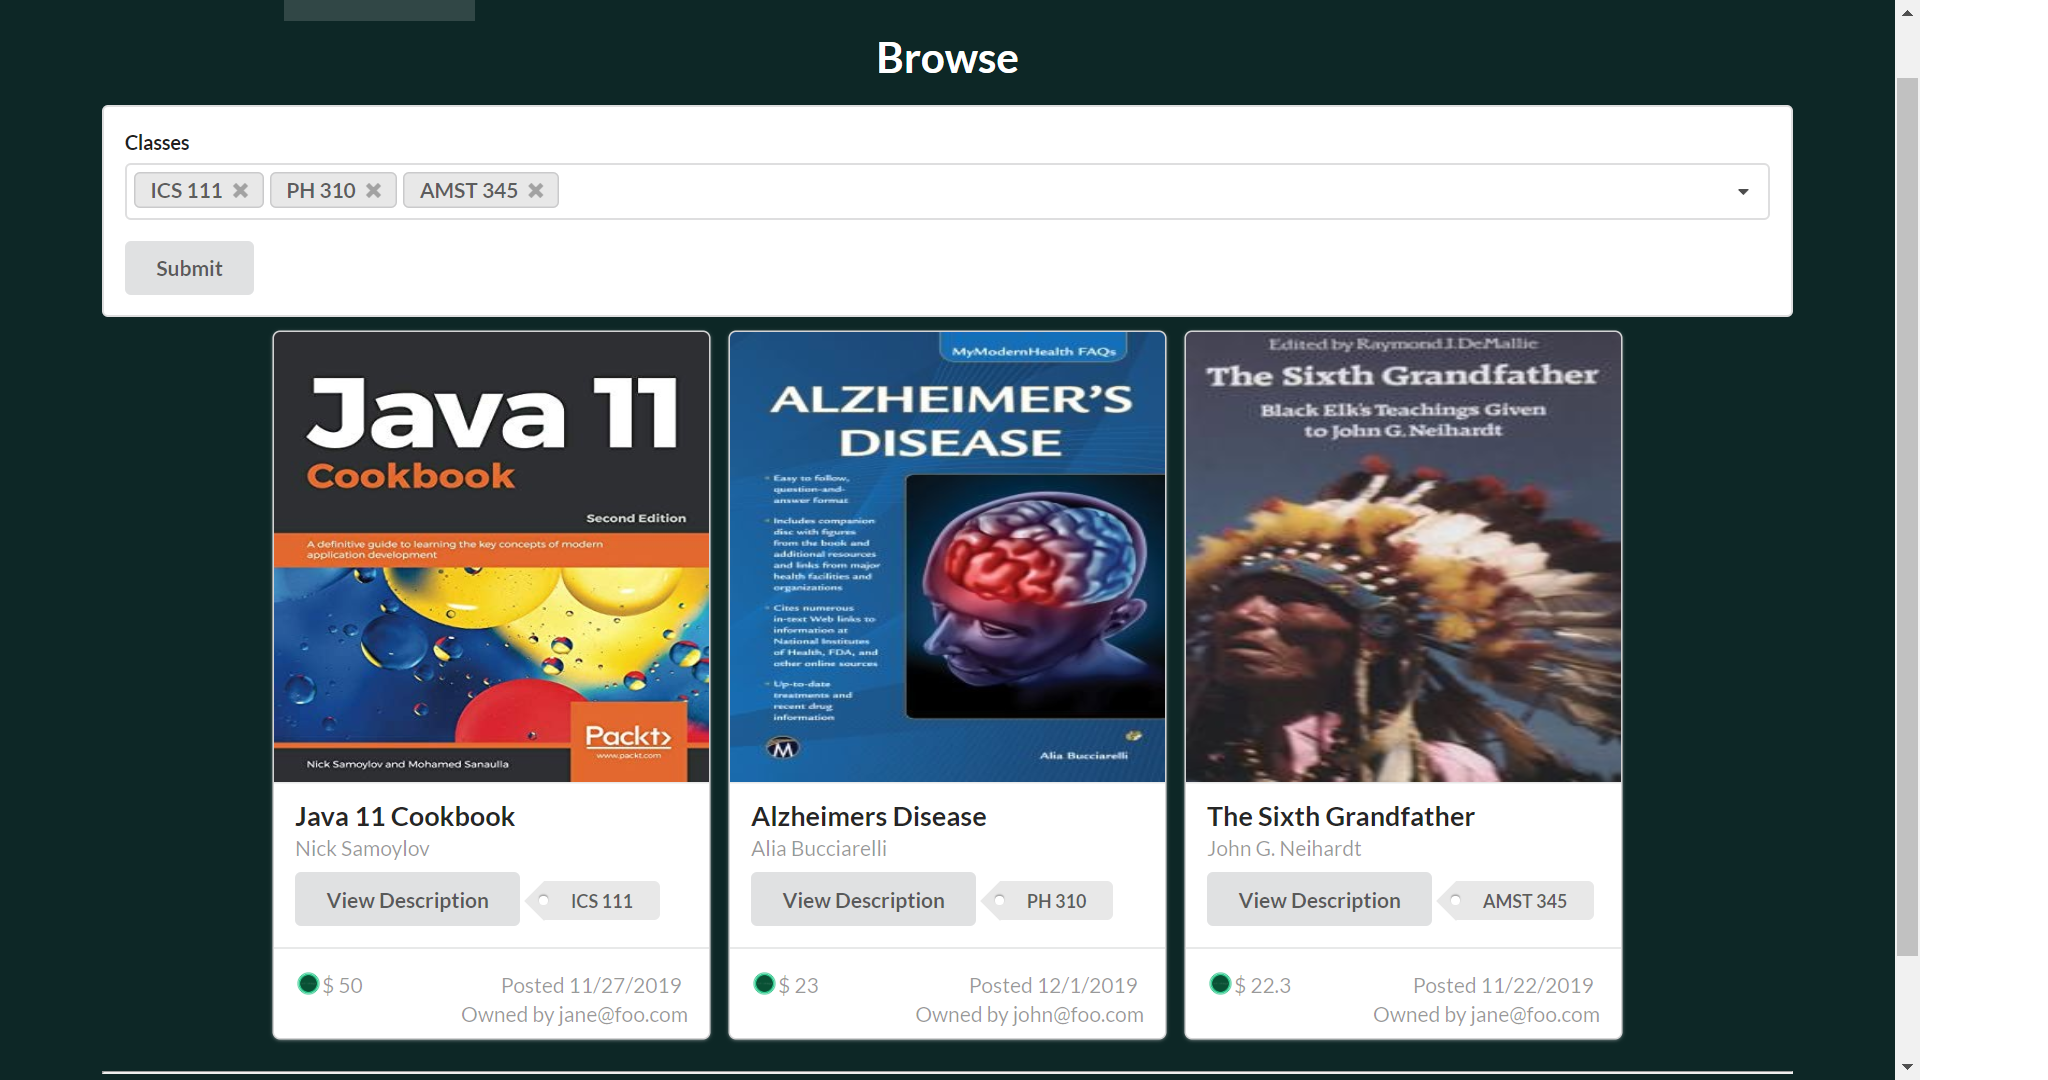 Browse
Classes
ICS 111
PH 310
AMST 345
Submit
Java 11
Cookbook
Second Edition
A definitive guide to learning the key concepts of modern
application development
Packt>
www.packt.com
Nick Samoylov and Mohamed Sanaulla
Java 11 Cookbook
Nick Samoylov
View Description
ICS 111
$ 50
Posted 11/27/2019
Owned by jane@foo.com
MyModernHealth FAQs
ALZHEIMER'S
DISEASE
• Easy to follow,
question-and-
answer format
• Includes companion
disc with figures
from the book and
additional resources
and links from major
health facilities and
organizations
• Cites numerous
in-text Web links to
information at
National Institutes
of Health, FDA, and
other online sources
• Up-to-date
treatments and
recent drug
information
M
Alia Bucciarelli
Alzheimers Disease
Alia Bucciarelli
View Description
PH 310
$ 23
Posted 12/1/2019
Owned by john@foo.com
Edited by Raymond J. DeMallie
The Sixth Grandfather
Black Elk's Teachings Given
to John G. Neihardt
The Sixth Grandfather
John G. Neihardt
View Description
AMST 345
$ 22.3
Posted 11/22/2019
Owned by jane@foo.com